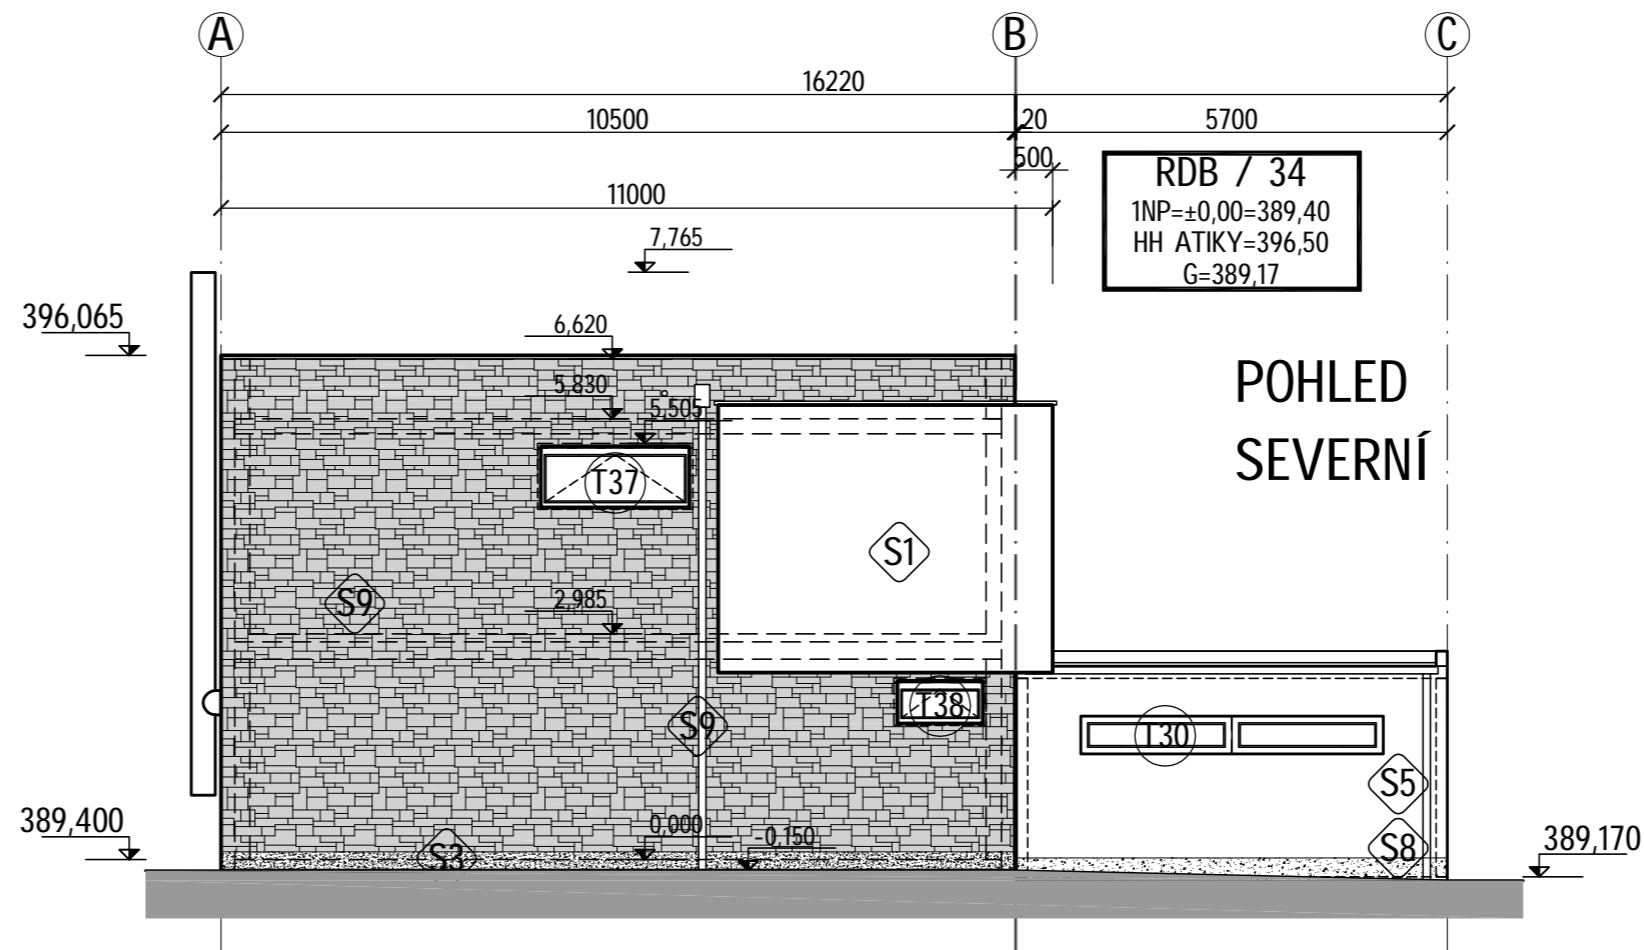 A
B
C
16220
10500
20
5700
500
11000
RDB / 34
1NP=±0,00=389,40
HH ATIKY=396,50
G=389,17
7,765
396,065
6,620
POHLED
SEVERNÍ
5,830
5,505
T37
S1
S9
2,985
T38
S9
T30
S5
389,400
0,000
-0,150
S3
S8
389,170